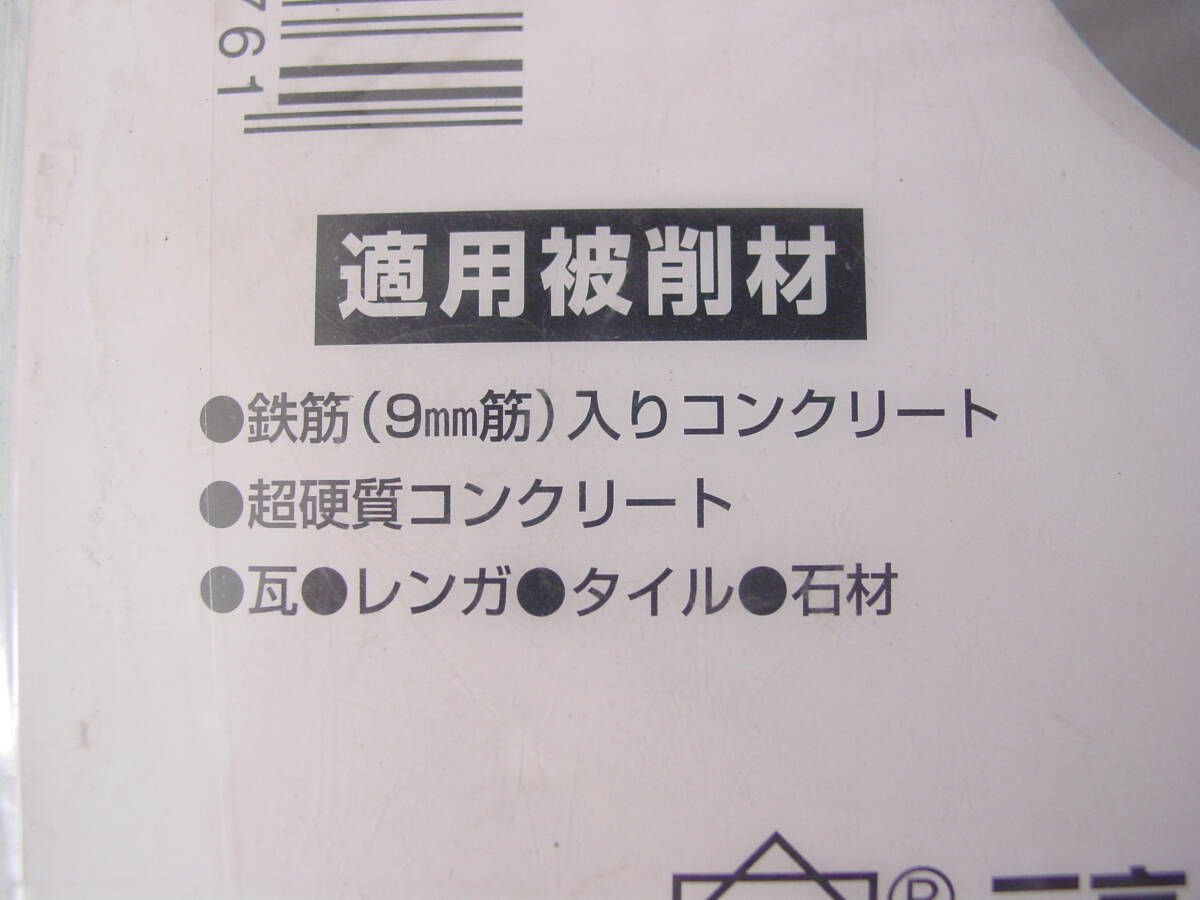 761
適用被削材
●鉄筋(9mm筋)入りコンクリート
●超硬質コンクリート
●瓦●レンガ●タイル●石材
®